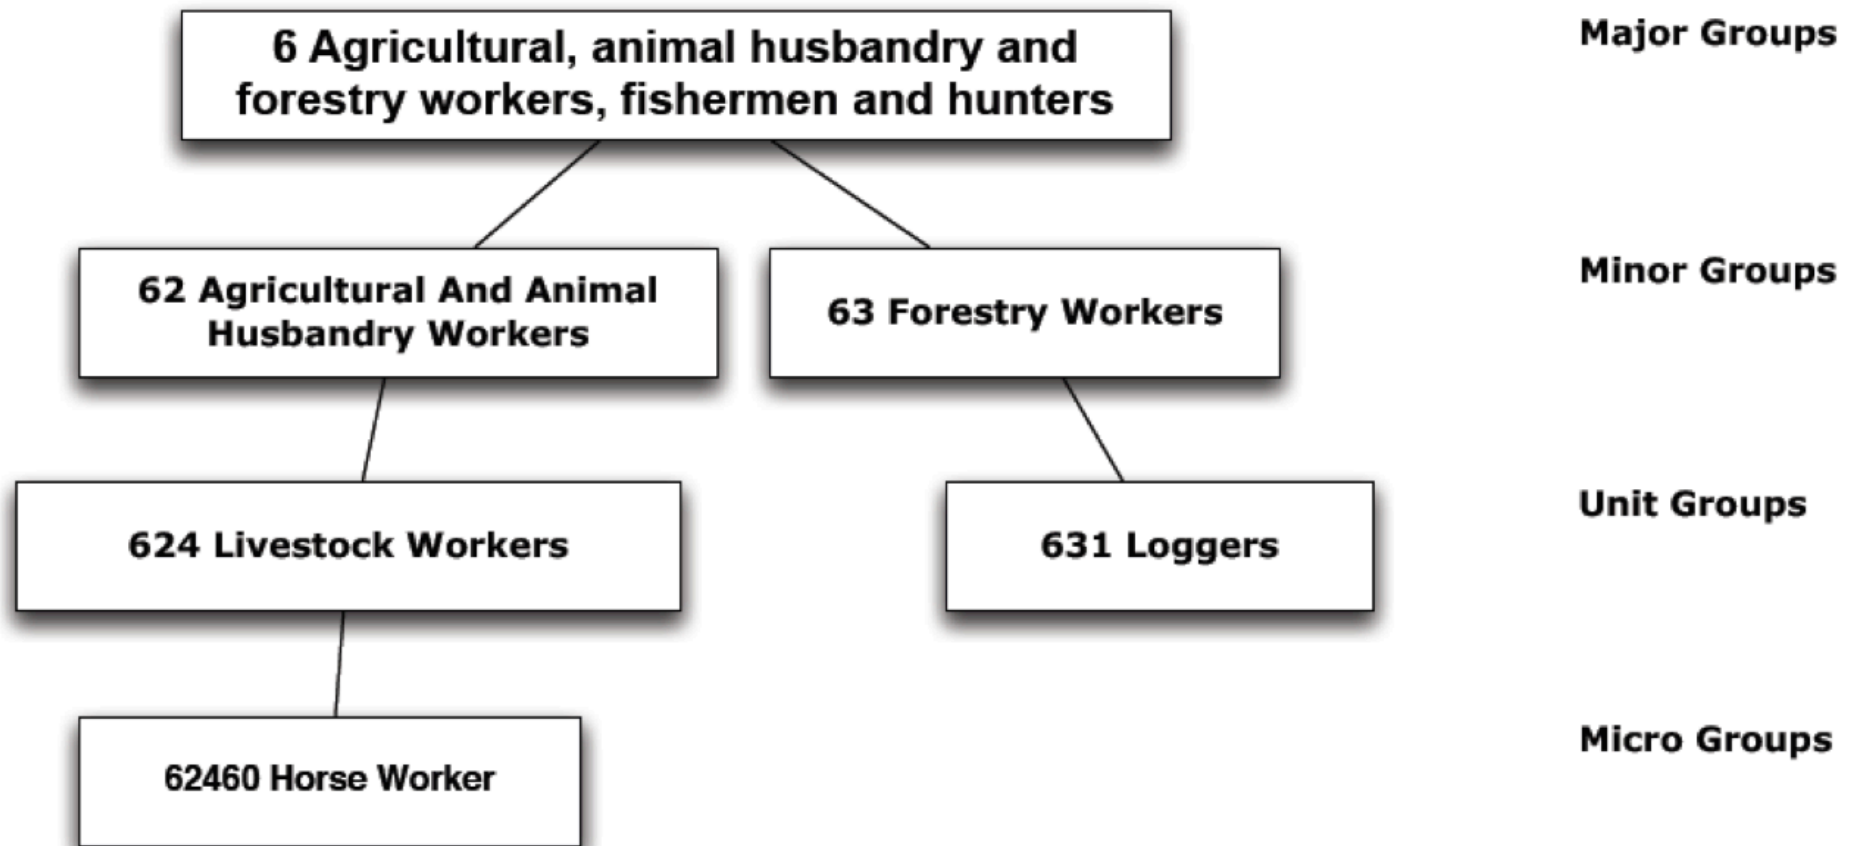 6 Agricultural, animal husbandry and
forestry workers, fishermen and hunters
Major Groups
62 Agricultural And Animal
Husbandry Workers
63 Forestry Workers
Minor Groups
624 Livestock Workers
631 Loggers
Unit Groups
62460 Horse Worker
Micro Groups